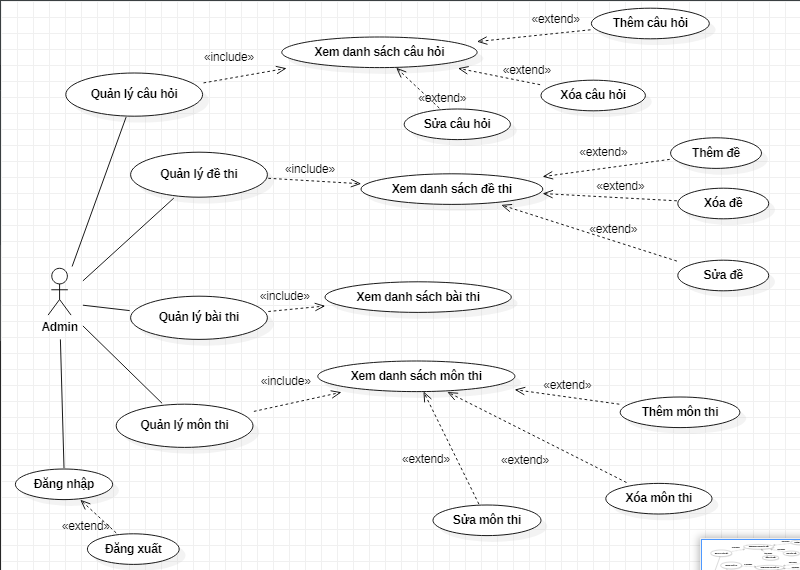 «extend»
Thêm câu hỏi
Xem danh sách câu hỏi
«include»
«extend»
Quản lý câu hỏi
«extend»
Xóa câu hỏi
Sửa câu hỏi
«extend»
Thêm đề
Quản lý đề thi
«include»
Xem danh sách đề thi
«extend»
Xóa đề
«extend»
Sửa đề
«include»
Xem danh sách bài thi
Quản lý bài thi
Admin
Xem danh sách môn thi
«include»
«extend»
Thêm môn thi
Quản lý môn thi
«extend»
«extend»
Đăng nhập
Xóa môn thi
Sửa môn thi
«extend»
Đăng xuất